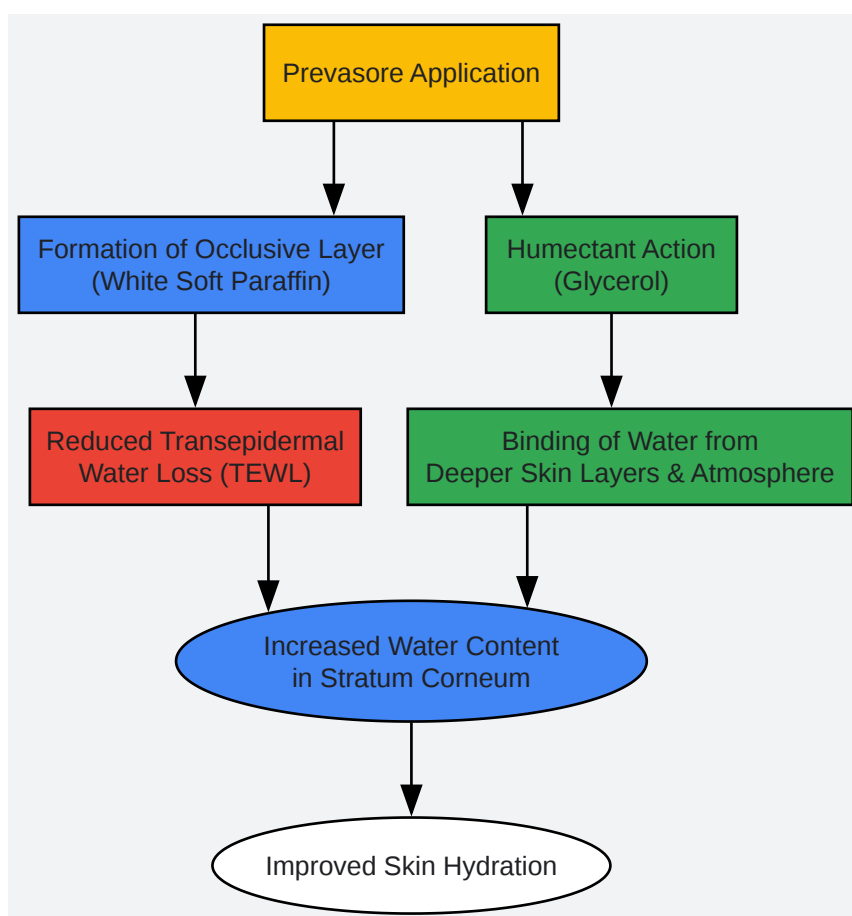 Prevasore Application
Formation of Occlusive Layer
(White Soft Paraffin)
Humectant Action
(Glycerol)
Reduced Transepidermal
Water Loss (TEWL)
Binding of Water from
Deeper Skin Layers & Atmosphere
Increased Water Content
in Stratum Corneum
Improved Skin Hydration